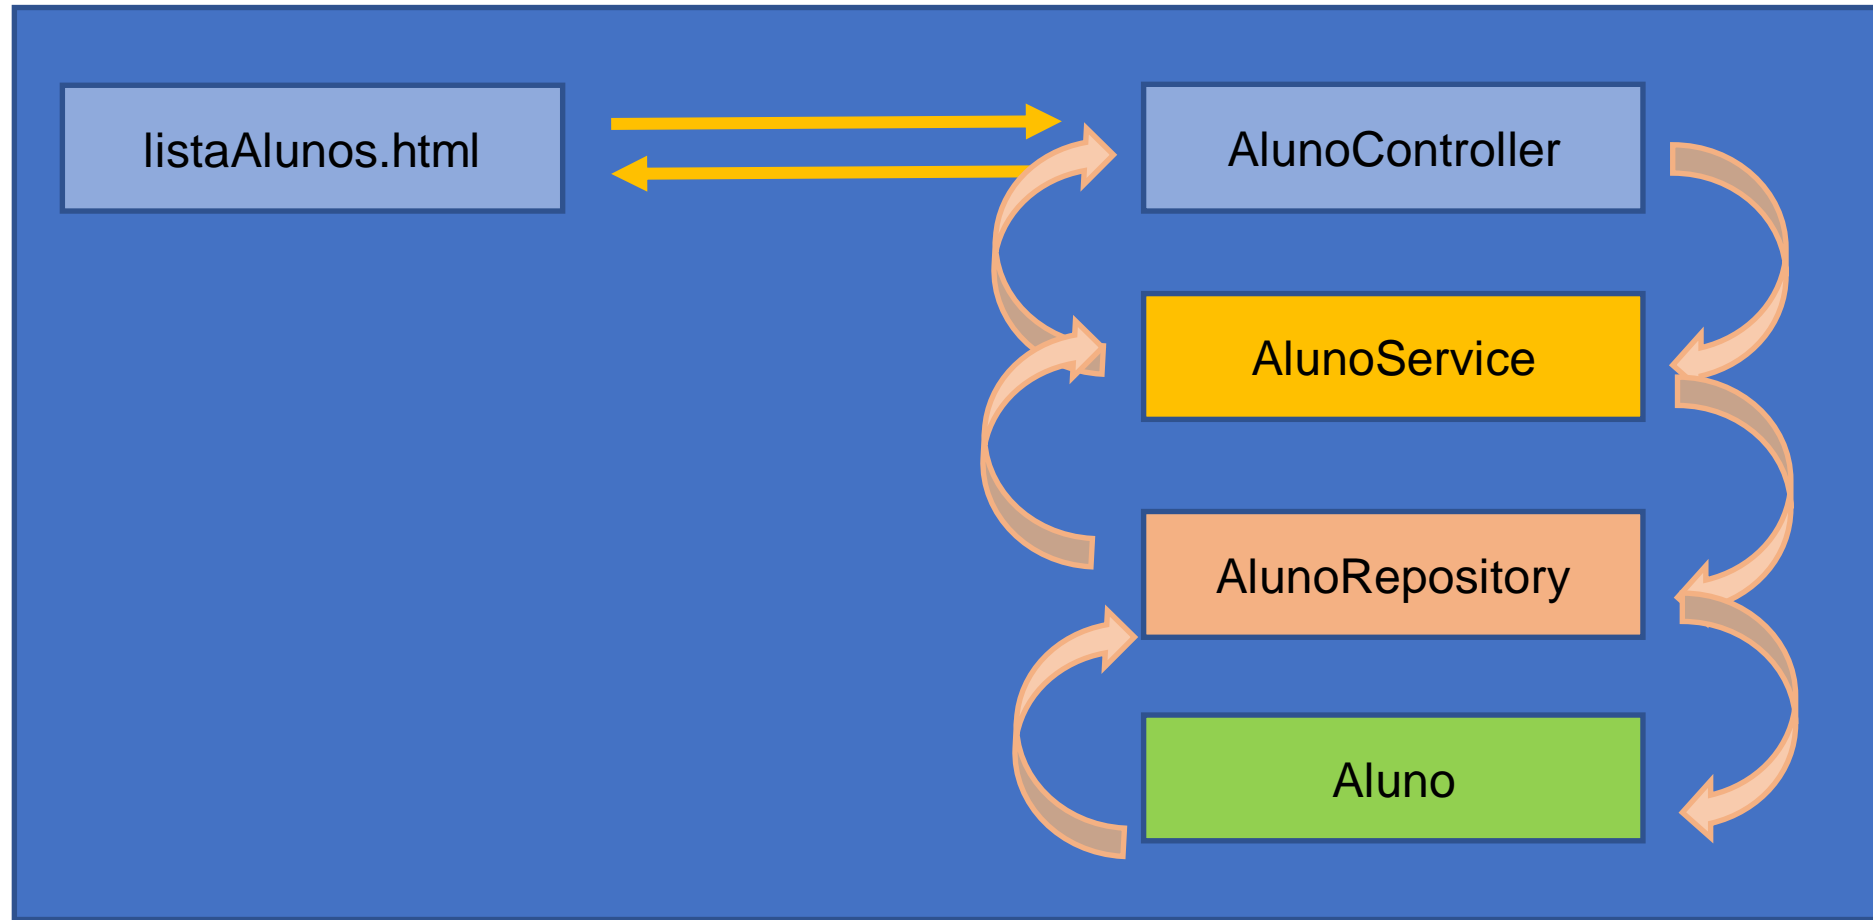 listaAlunos.html
AlunoController
AlunoService
AlunoRepository
Aluno